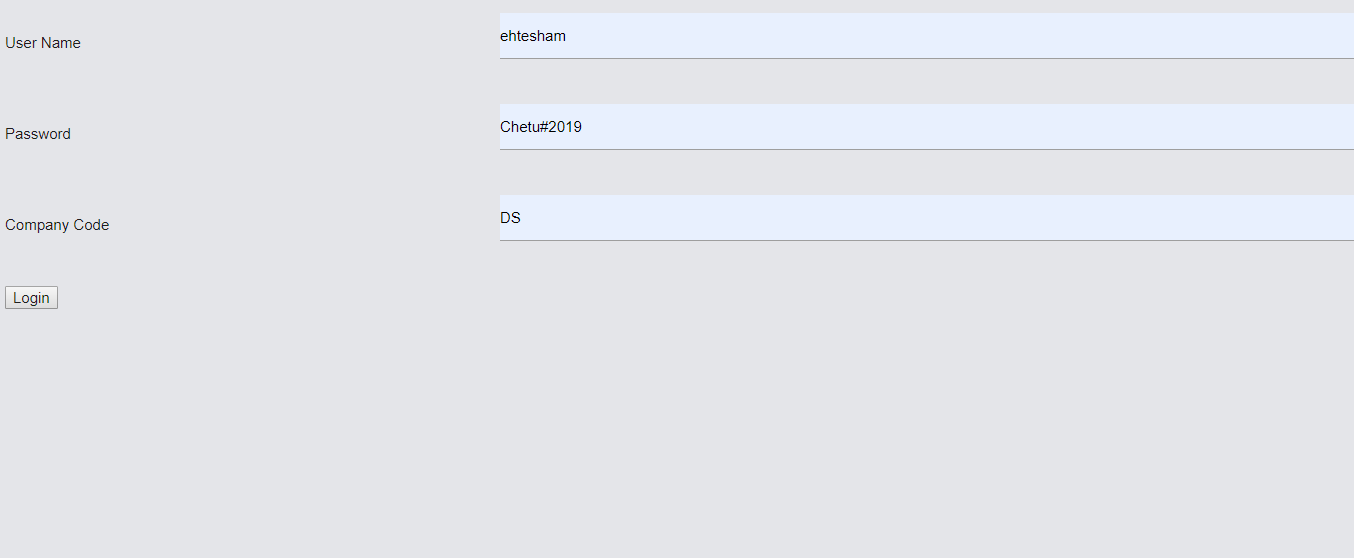 User Name
ehtesham
Password
Chetu#2019
Company Code
DS
Login